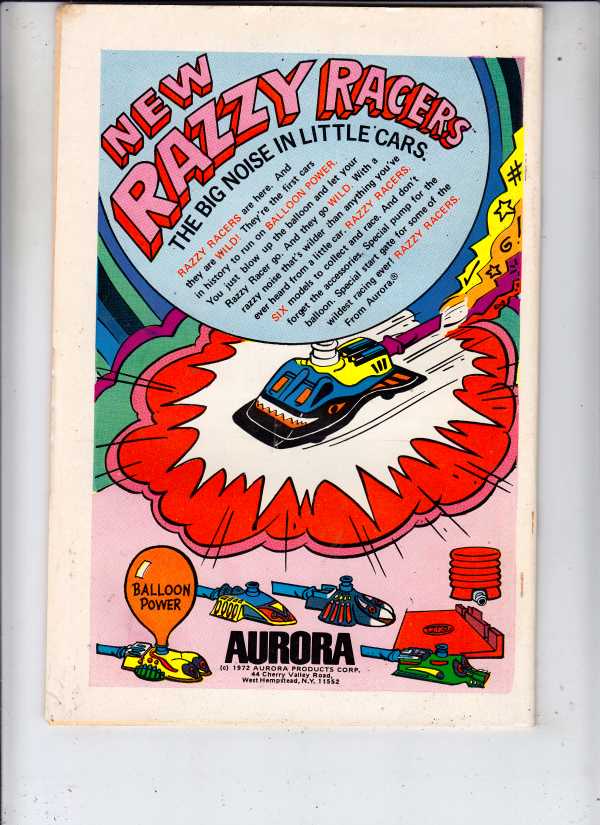 NEW
RAZZY RACERS
THE BIG NOISE IN LITTLE CARS.
RAZZY RACERS are here. And
they are WILD! They're the first cars
in history to run on BALLOON POWER.
You just blow up the balloon and let your
Razzy Racer go. And they go WILD. With a
razzy noise that's wilder than anything you've
ever heard from a little car. RAZZY RACERS.
SIX models to collect and race. And don't
forget the accessories. Special pump for the
balloon. Special start gate for some of the
wildest racing ever. RAZZY RACERS.
From Aurora.®
BALLOON
POWER
AURORA
(c) 1972 AURORA PRODUCTS CORP.
44 Cherry Valley Road,
West Hempstead, N.Y. 11552